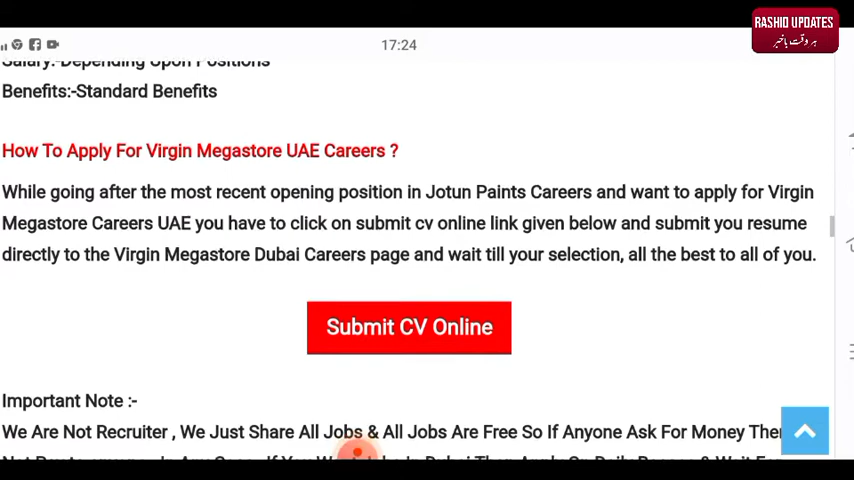 RASHID UPDATES
ہر وقت باخبر
17:24
Salary:-Depending Upon Positions
Benefits:-Standard Benefits
How To Apply For Virgin Megastore UAE Careers ?
While going after the most recent opening position in Jotun Paints Careers and want to apply for Virgin
Megastore Careers UAE you have to click on submit cv online link given below and submit you resume
directly to the Virgin Megastore Dubai Careers page and wait till your selection, all the best to all of you.
Submit CV Online
Important Note :-
We Are Not Recruiter , We Just Share All Jobs & All Jobs Are Free So If Anyone Ask For Money